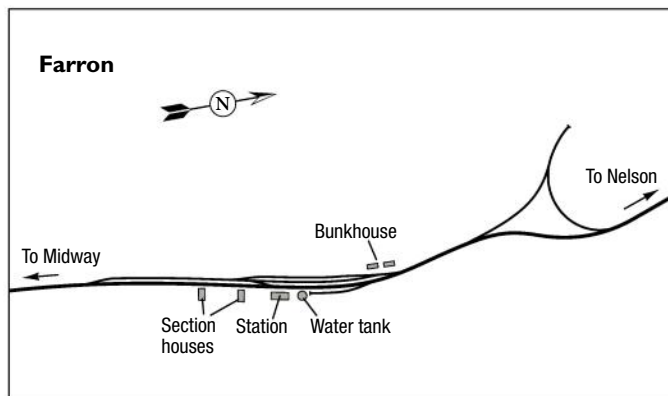 Farron
N
To Nelson
Bunkhouse
To Midway
Section
houses
Station
Water tank